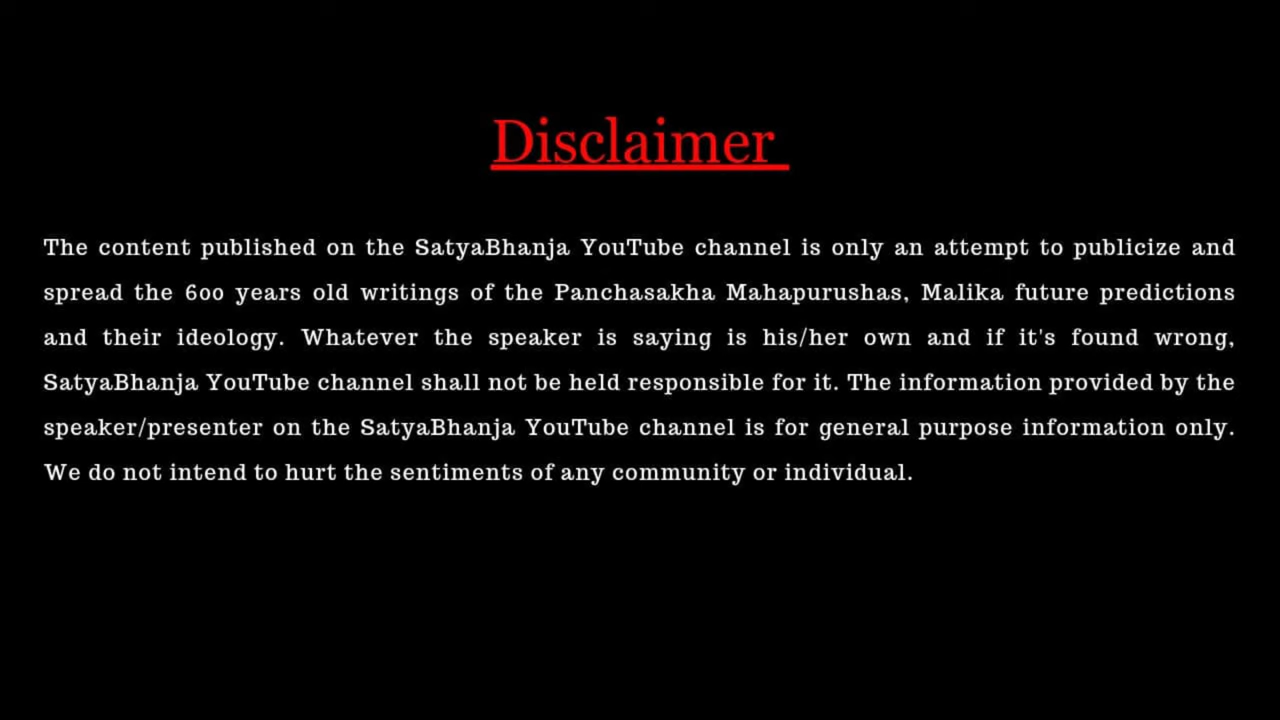 Disclaimer
The content published on the SatyaBhanja YouTube channel is only an attempt to publicize and
spread the 600 years old writings of the Panchasakha Mahapurushas, Malika future predictions
and their ideology. Whatever the speaker is saying is his/her own and if it's found wrong,
SatyaBhanja YouTube channel shall not be held responsible for it. The information provided by the
speaker/presenter on the SatyaBhanja YouTube channel is for general purpose information only.
We do not intend to hurt the sentiments of any community or individual.